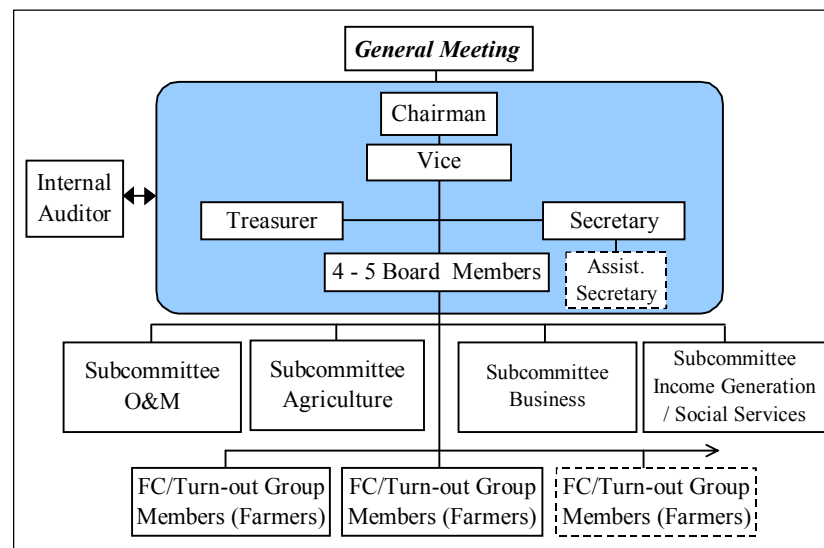 General Meeting
Chairman
Vice
Internal
Auditor
Treasurer
Secretary
4 - 5 Board Members
Assist.
Secretary
Subcommittee
O&M
Subcommittee
Agriculture
Subcommittee
Business
Subcommittee
Income Generation
/ Social Services
FC/Turn-out Group
Members (Farmers)
FC/Turn-out Group
Members (Farmers)
FC/Turn-out Group
Members (Farmers)